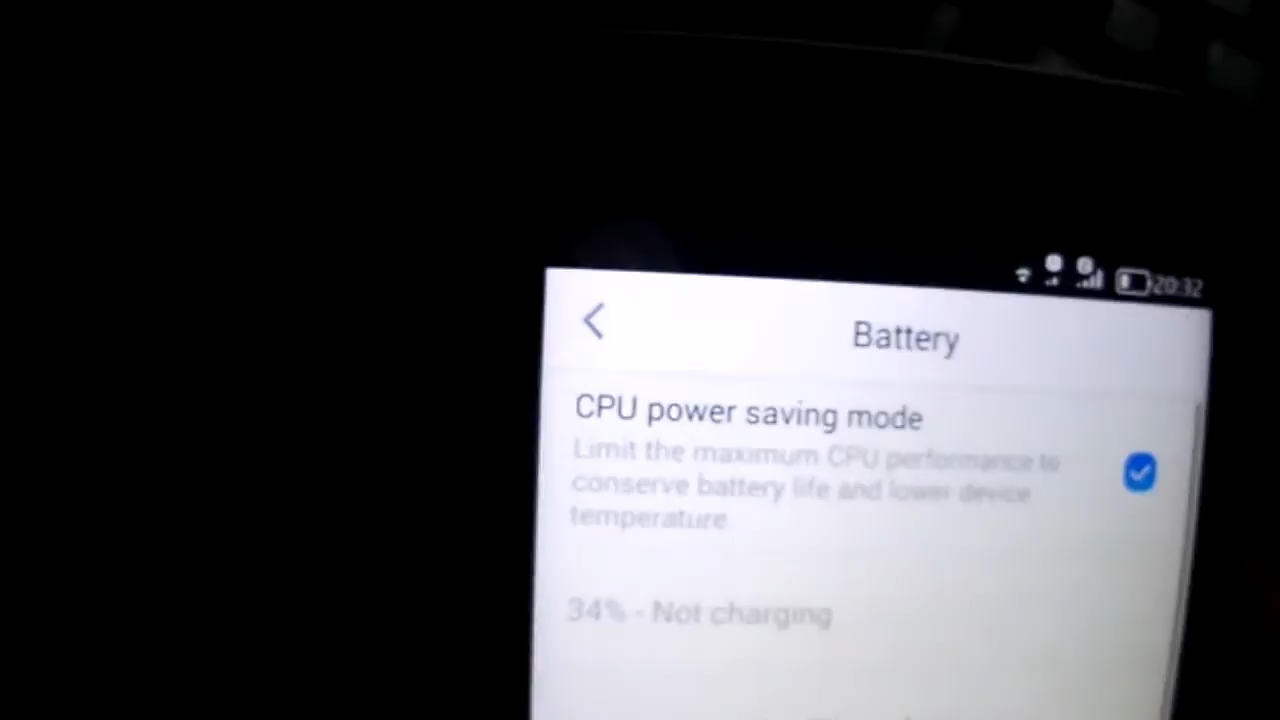 20:32
Battery
CPU power saving mode
Limit the maximum CPU performance to
conserve battery life and lower device
temperature
34% - Not charging